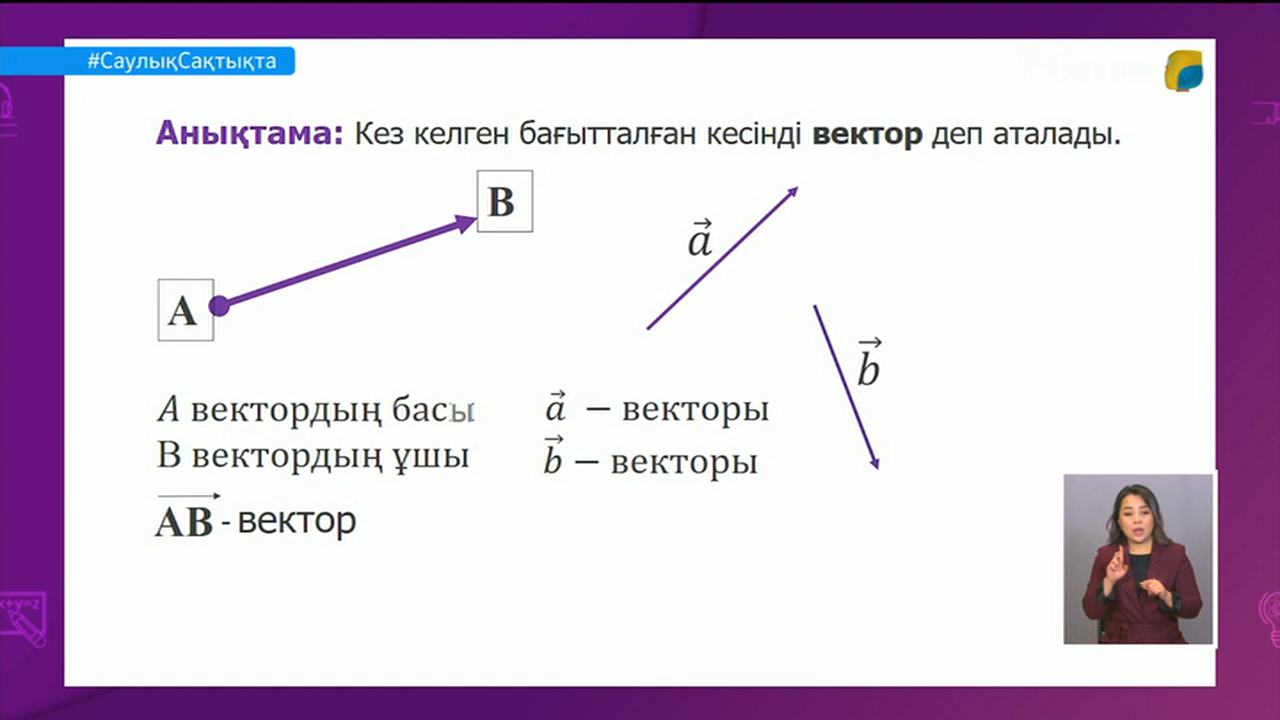 #СаулықСақтықта
Анықтама: Кез келген бағытталған кесінді вектор деп аталады.
B
A
a⃗
b⃗
A вектордың басы
B вектордың ұшы
AB⃗ - вектор
a⃗ – векторы
b⃗ – векторы
x+y=z